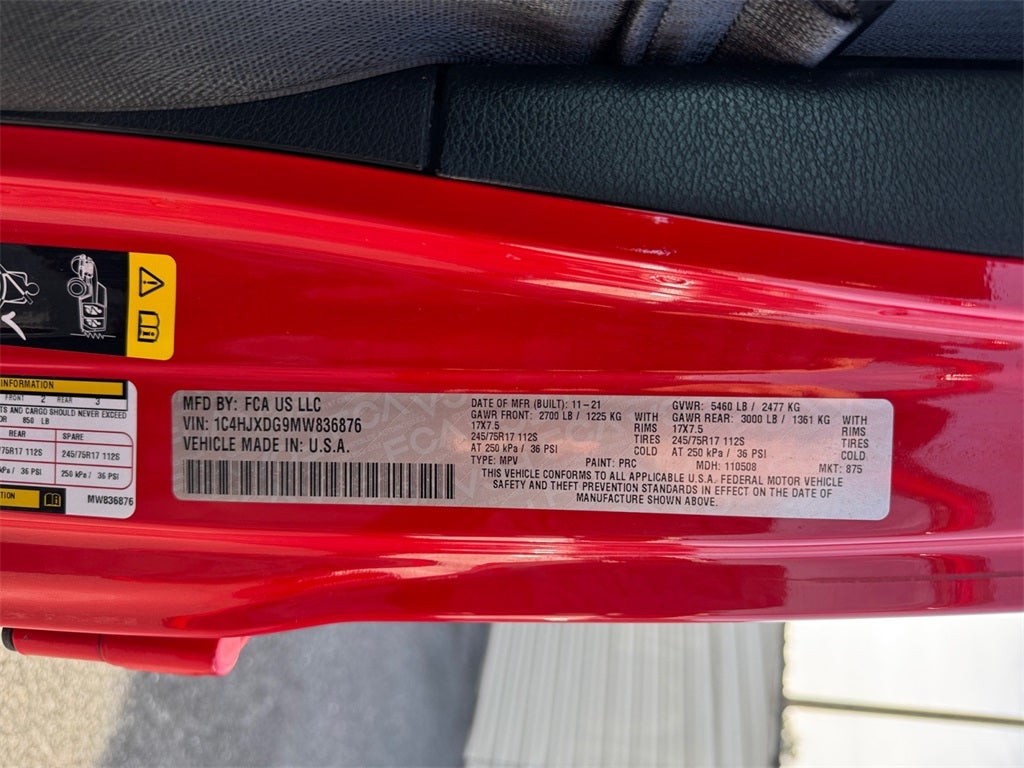 INFORMATION
FRONT 2 REAR 3
TS AND CARGO SHOULD NEVER EXCEED
OR 850 LB
REAR SPARE
75R17 112S 245/75R17 112S
kPa / 36 PSI 250 kPa / 36 PSI
TION
MW836876
MFD BY: FCA US LLC
VIN: 1C4HJXDG9MW836876
VEHICLE MADE IN U.S.A.
DATE OF MFR (BUILT): 11-21 GVWR: 5460 LB / 2477 KG
GAWR FRONT: 2700 LB / 1225 KG WITH GAWR REAR: 3000 LB / 1361 KG WITH
17X7.5 RIMS 17X7.5 RIMS
245/75R17 112S TIRES 245/75R17 112S TIRES
AT 250 kPa / 36 PSI COLD AT 250 kPa / 36 PSI COLD
TYPE: MPV PAINT: PRC MDH: 110508 MKT: 875
THIS VEHICLE CONFORMS TO ALL APPLICABLE U.S.A. FEDERAL MOTOR VEHICLE
SAFETY AND THEFT PREVENTION STANDARDS IN EFFECT ON THE DATE OF
MANUFACTURE SHOWN ABOVE.